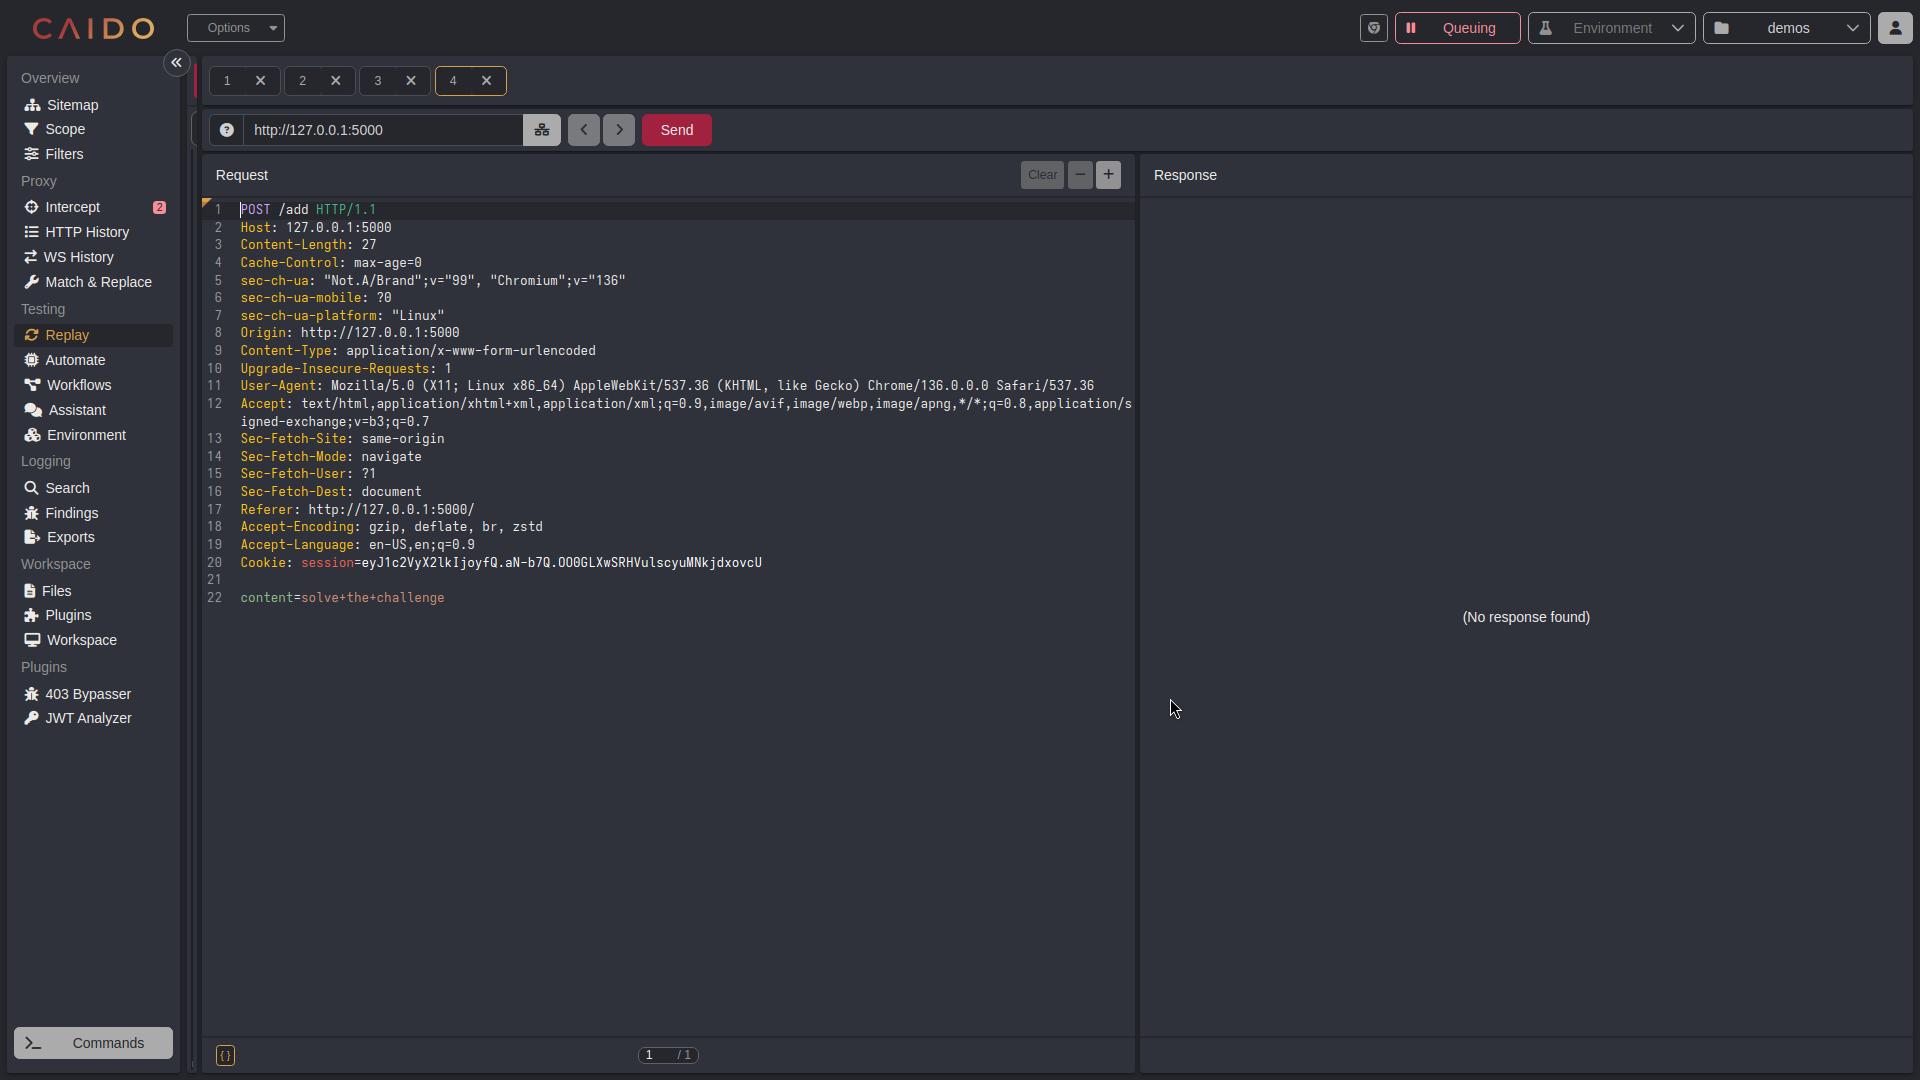 CAIDO
Options
Queuing
Environment
demos
Overview
Sitemap
Scope
Filters
Proxy
Intercept 2
HTTP History
WS History
Match & Replace
Testing
Replay
Automate
Workflows
Assistant
Environment
Logging
Search
Findings
Exports
Workspace
Files
Plugins
Workspace
Plugins
403 Bypasser
JWT Analyzer
Commands
1 2 3 4
http://127.0.0.1:5000
Send
Request
Clear
1 POST /add HTTP/1.1
2 Host: 127.0.0.1:5000
3 Content-Length: 27
4 Cache-Control: max-age=0
5 sec-ch-ua: "Not.A/Brand";v="99", "Chromium";v="136"
6 sec-ch-ua-mobile: ?0
7 sec-ch-ua-platform: "Linux"
8 Origin: http://127.0.0.1:5000
9 Content-Type: application/x-www-form-urlencoded
10 Upgrade-Insecure-Requests: 1
11 User-Agent: Mozilla/5.0 (X11; Linux x86_64) AppleWebKit/537.36 (KHTML, like Gecko) Chrome/136.0.0.0 Safari/537.36
12 Accept: text/html,application/xhtml+xml,application/xml;q=0.9,image/avif,image/webp,image/apng,*/*;q=0.8,application/s
igned-exchange;v=b3;q=0.7
13 Sec-Fetch-Site: same-origin
14 Sec-Fetch-Mode: navigate
15 Sec-Fetch-User: ?1
16 Sec-Fetch-Dest: document
17 Referer: http://127.0.0.1:5000/
18 Accept-Encoding: gzip, deflate, br, zstd
19 Accept-Language: en-US,en;q=0.9
20 Cookie: session=eyJ1c2VyX2lkIjoyfQ.aN-b7Q.OO0GLXwSRHVulscyuMNkjdxovcU
21
22 content=solve+the+challenge
{}
1 / 1
Response
(No response found)